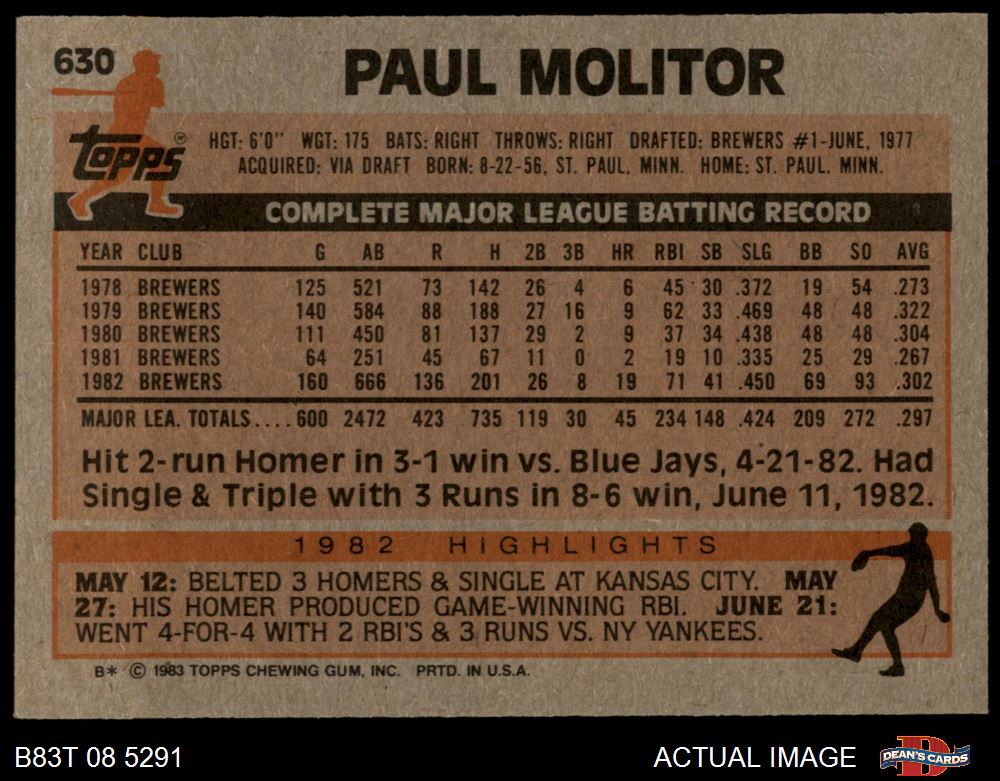 630
PAUL MOLITOR
topps
HGT: 6'0" WGT: 175 BATS: RIGHT THROWS: RIGHT DRAFTED: BREWERS #1-JUNE, 1977
ACQUIRED: VIA DRAFT BORN: 8-22-56, ST. PAUL, MINN. HOME: ST. PAUL, MINN.
COMPLETE MAJOR LEAGUE BATTING RECORD
YEAR CLUB G AB R H 2B 3B HR RBI SB SLG BB SO AVG
1978 BREWERS 125 521 73 142 26 4 6 45 30 .372 19 54 .273
1979 BREWERS 140 584 88 188 27 16 9 62 33 .469 48 48 .322
1980 BREWERS 111 450 81 137 29 2 9 37 34 .438 48 48 .304
1981 BREWERS 64 251 45 67 11 0 2 19 10 .335 25 29 .267
1982 BREWERS 160 666 136 201 26 8 19 71 41 .450 69 93 .302
MAJOR LEA. TOTALS....600 2472 423 735 119 30 45 234 148 .424 209 272 .297
Hit 2-run Homer in 3-1 win vs. Blue Jays, 4-21-82. Had
Single & Triple with 3 Runs in 8-6 win, June 11, 1982.
1982 HIGHLIGHTS
MAY 12: BELTED 3 HOMERS & SINGLE AT KANSAS CITY. MAY
27: HIS HOMER PRODUCED GAME-WINNING RBI. JUNE 21:
WENT 4-FOR-4 WITH 2 RBI'S & 3 RUNS VS. NY YANKEES.
B* © 1983 TOPPS CHEWING GUM, INC. PRTD. IN U.S.A.
B83T 08 5291
ACTUAL IMAGE
DEAN'S CARDS